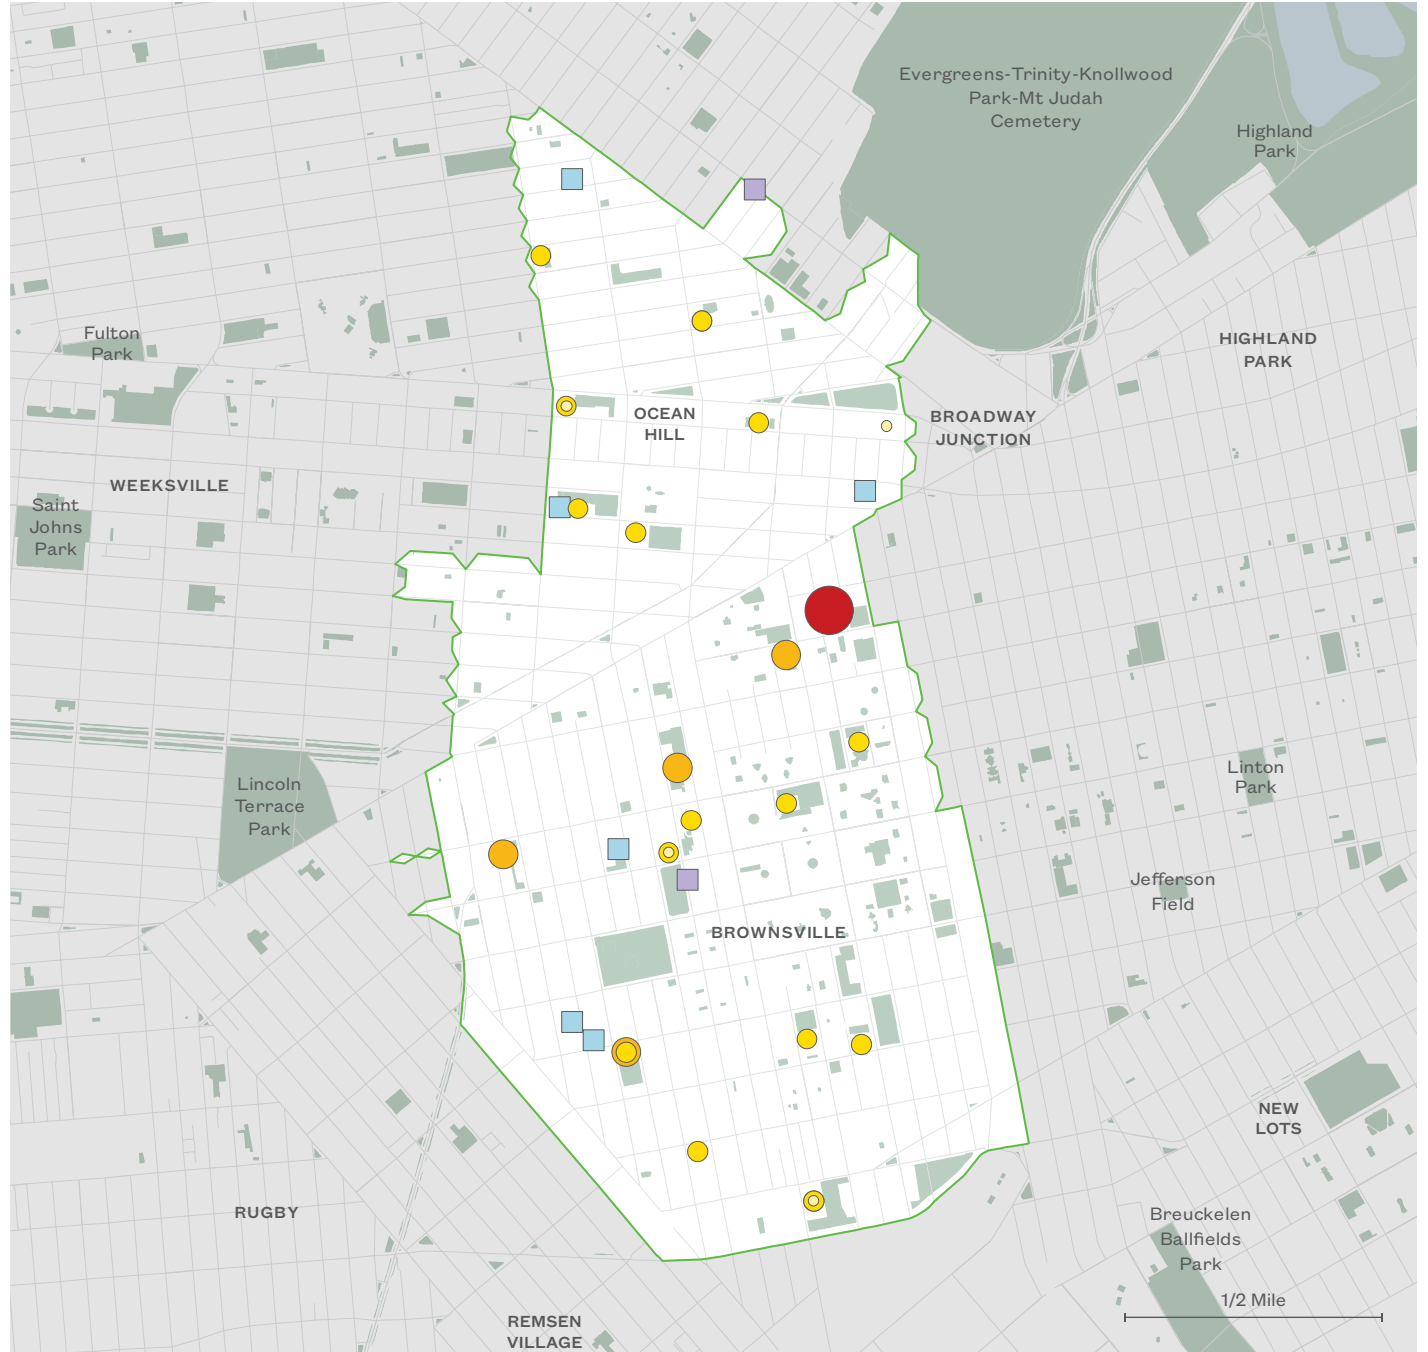 Evergreens-Trinity-Knollwood
Park-Mt Judah
Cemetery
Highland
Park
Fulton
Park
HIGHLAND
PARK
OCEAN
HILL
BROADWAY
JUNCTION
WEEKSVILLE
Saint
Johns
Park
Lincoln
Terrace
Park
Linton
Park
Jefferson
Field
BROWNSVILLE
NEW
LOTS
RUGBY
Breuckelen
Ballfields
Park
1/2 Mile
REMSEN
VILLAGE